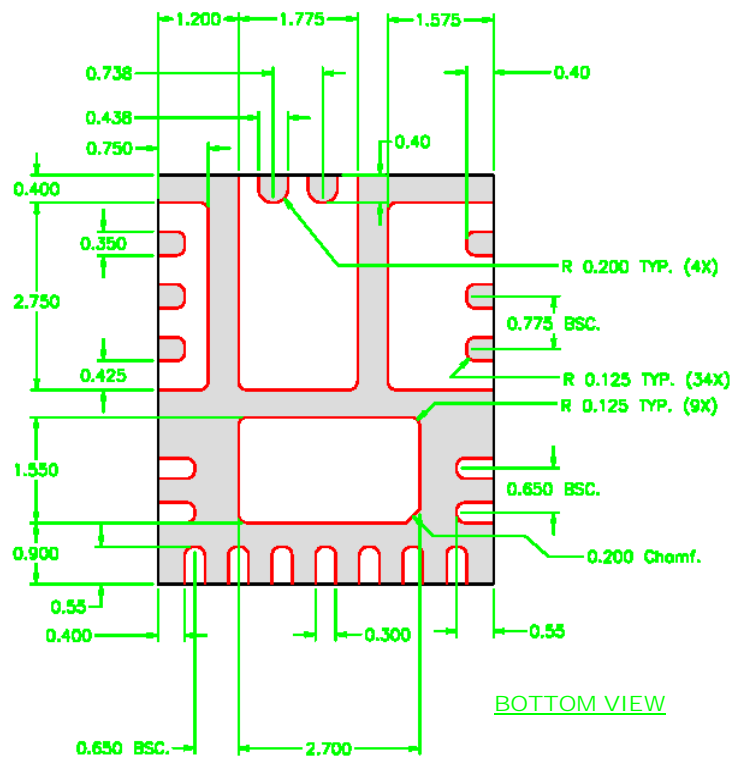 1.200 1.775 1.575
0.738 0.40
0.438
0.40
0.750
0.400
0.350
R 0.200 TYP. (4X)
2.750
0.775 BSC.
0.425
R 0.125 TYP. (34X)
R 0.125 TYP. (9X)
1.550
0.650 BSC.
0.900
0.200 Chamf.
0.55
0.400 0.300 0.55
BOTTOM VIEW
0.650 BSC. 2.700